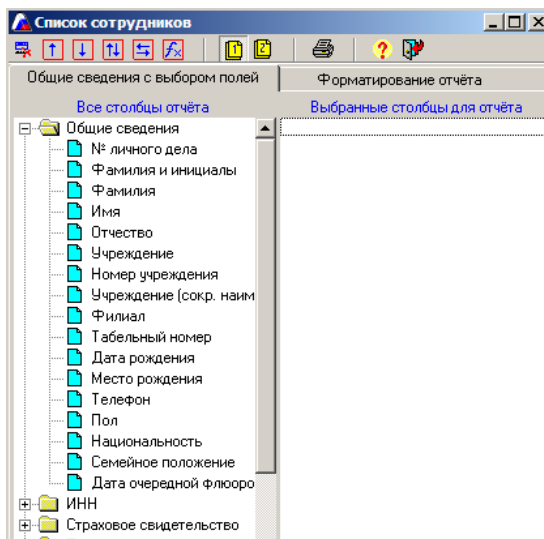 Список сотрудников
Общие сведения с выбором полей
Форматирование отчёта
Все столбцы отчёта
Выбранные столбцы для отчёта
Общие сведения
№ личного дела
Фамилия и инициалы
Фамилия
Имя
Отчество
Учреждение
Номер учреждения
Учреждение (сокр. наим
Филиал
Табельный номер
Дата рождения
Место рождения
Телефон
Пол
Национальность
Семейное положение
Дата очередной флюоро
ИНН
Страховое свидетельство